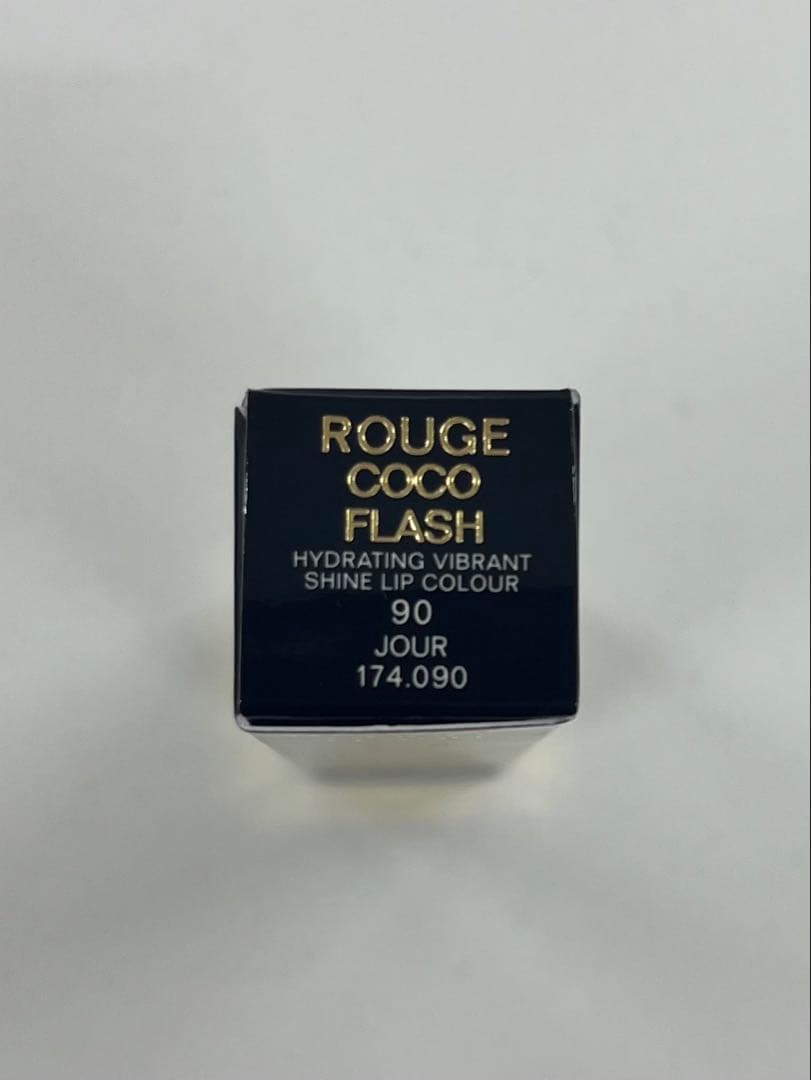 ROUGE
COCO
FLASH
HYDRATING VIBRANT
SHINE LIP COLOUR
90
JOUR
174.090